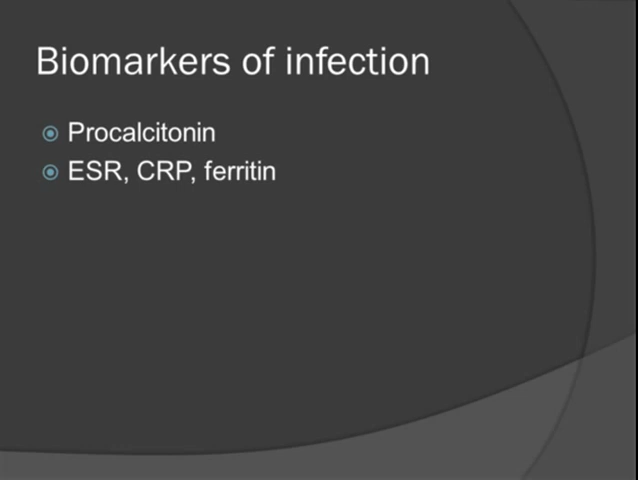 Biomarkers of infection
Procalcitonin
ESR, CRP, ferritin